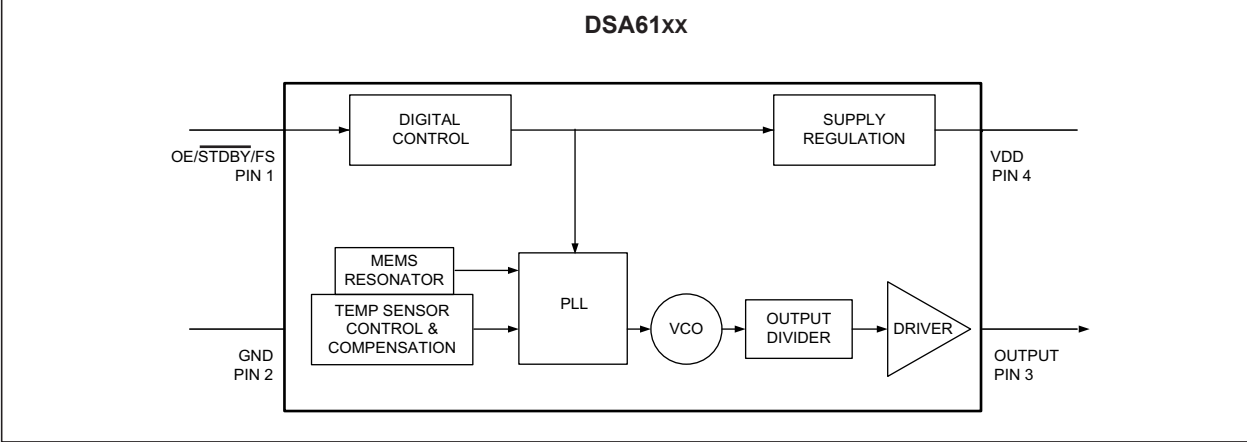 DSA61xx
DIGITAL
CONTROL
SUPPLY
REGULATION
OE/STDBY/FS
PIN 1
VDD
PIN 4
MEMS
RESONATOR
TEMP SENSOR
CONTROL &
COMPENSATION
PLL
VCO
OUTPUT
DIVIDER
DRIVER
GND
PIN 2
OUTPUT
PIN 3